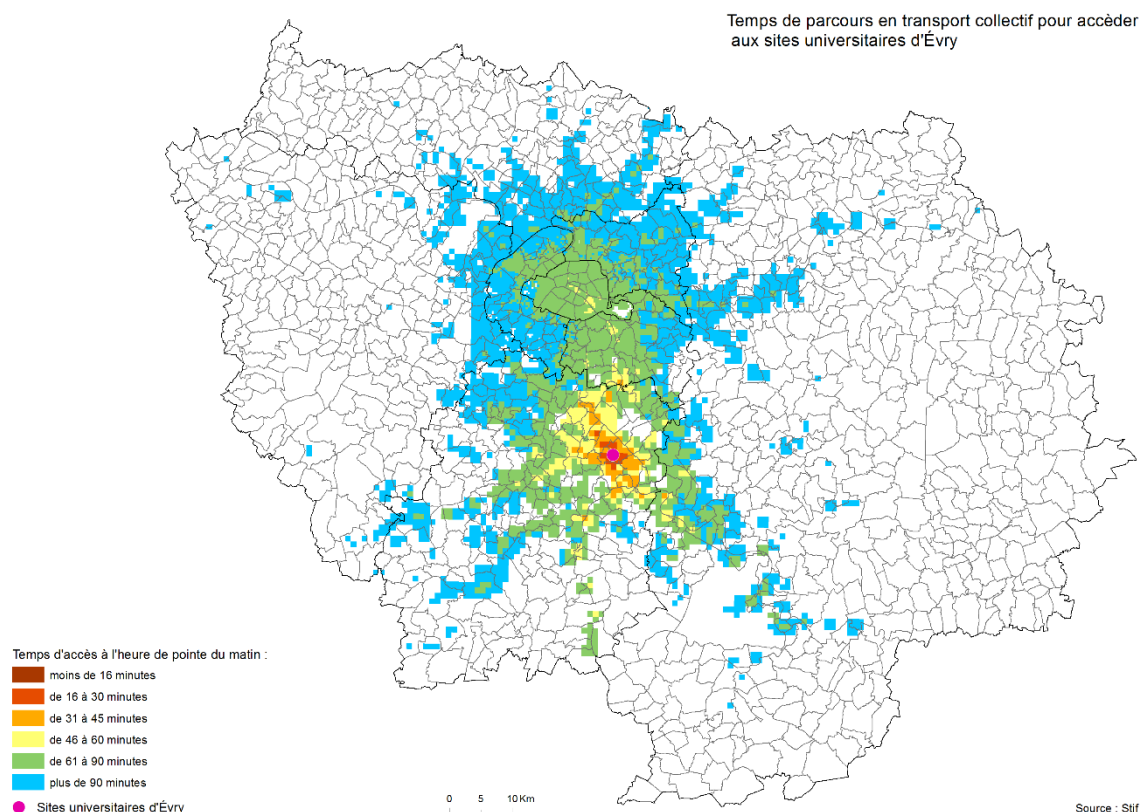 Temps de parcours en transport collectif pour accèder
aux sites universitaires d'Évry
Temps d'accès à l'heure de pointe du matin :
moins de 16 minutes
de 16 à 30 minutes
de 31 à 45 minutes
de 46 à 60 minutes
de 61 à 90 minutes
plus de 90 minutes
Sites universitaires d'Évry
0 5 10 Km
Source : Stif